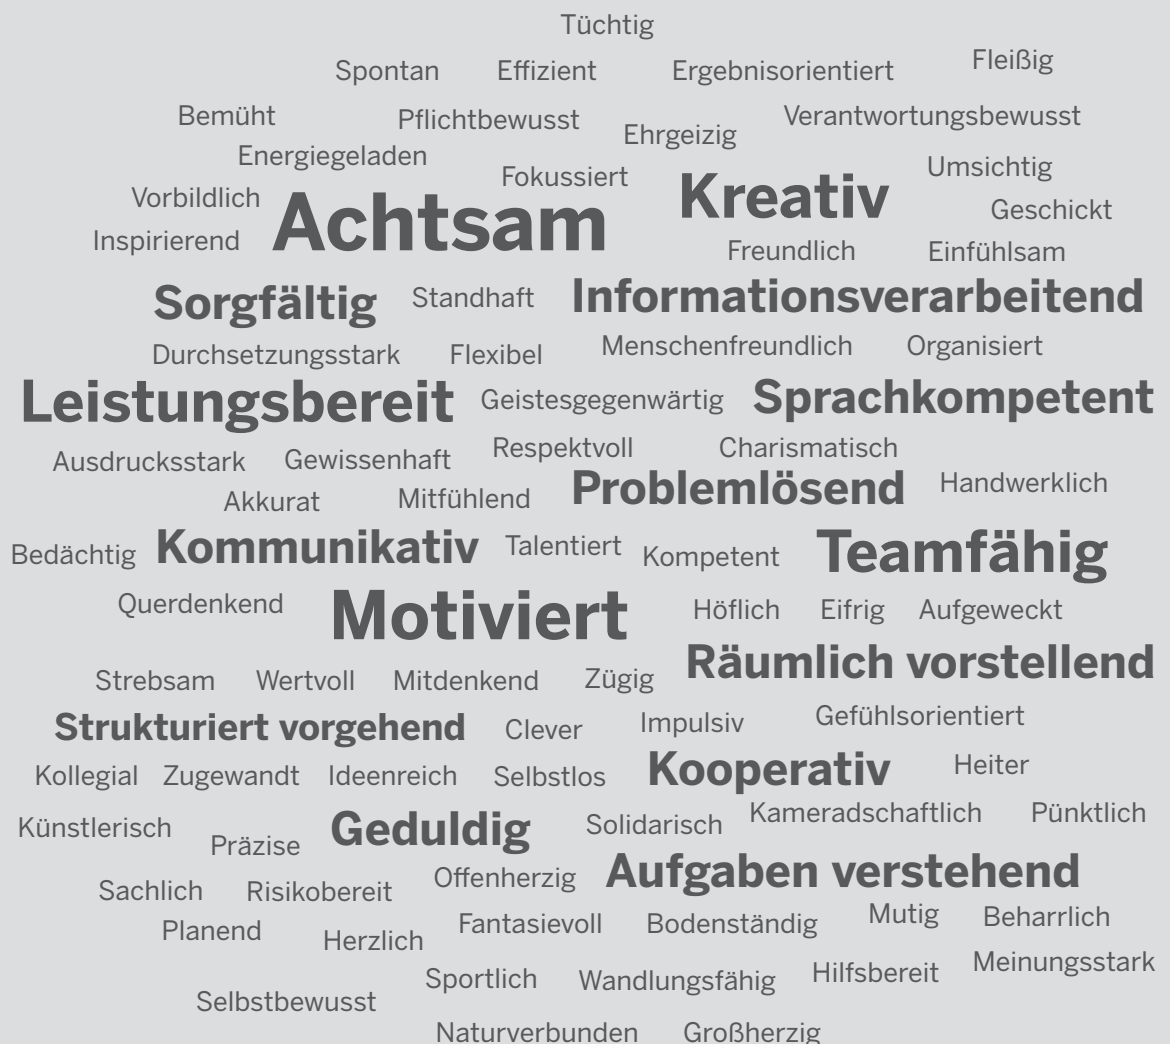 Tüchtig
Spontan Effizient Ergebnisorientiert Fleißig
Bemüht Pflichtbewusst Ehrgeizig Verantwortungsbewusst
Energiegeladen Fokussiert Umsichtig
Vorbildlich Achtsam Kreativ Geschickt
Inspirierend Freundlich Einfühlsam
Sorgfältig Standhaft Informationsverarbeitend
Durchsetzungsstark Flexibel Menschenfreundlich Organisiert
Leistungsbereit Geistesgegenwärtig Sprachkompetent
Ausdrucksstark Gewissenhaft Respektvoll Charismatisch
Akkurat Mitfühlend Problemlösend Handwerklich
Bedächtig Kommunikativ Talentiert Kompetent Teamfähig
Querdenkend Motiviert Höflich Eifrig Aufgeweckt
Strebsam Wertvoll Mitdenkend Zügig Räumlich vorstellend
Strukturiert vorgehend Clever Impulsiv Gefühlsorientiert
Kollegial Zugewandt Ideenreich Selbstlos Kooperativ Heiter
Künstlerisch Präzise Geduldig Solidarisch Kameradschaftlich Pünktlich
Sachlich Risikobereit Offenherzig Aufgaben verstehend
Planend Herzlich Fantasievoll Bodenständig Mutig Beharrlich
Selbstbewusst Sportlich Wandlungsfähig Hilfsbereit Meinungsstark
Naturverbunden Großherzig